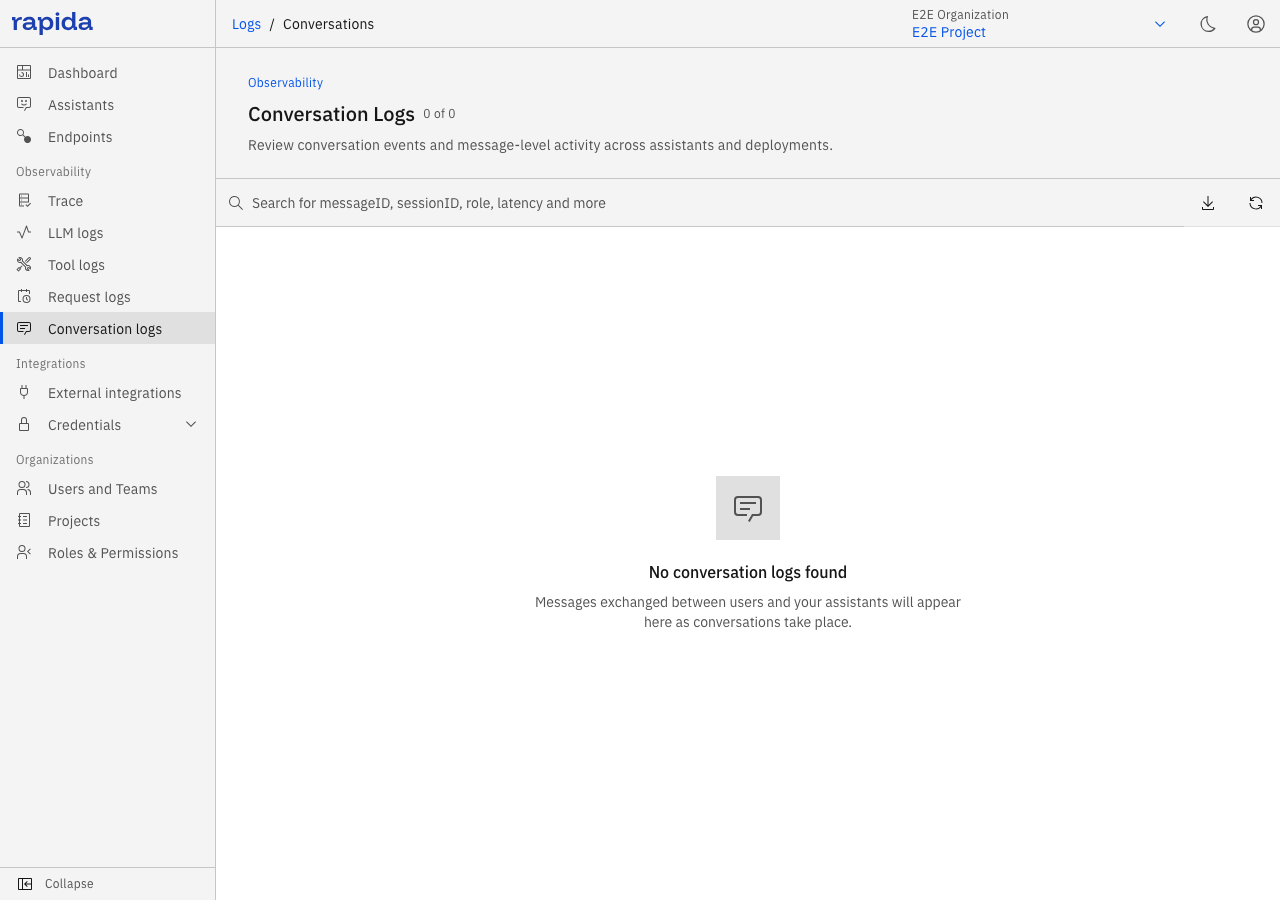 rapida
Logs / Conversations
E2E Organization
E2E Project
Dashboard
Assistants
Endpoints
Observability
Trace
LLM logs
Tool logs
Request logs
Conversation logs
Integrations
External integrations
Credentials
Organizations
Users and Teams
Projects
Roles & Permissions
Collapse
Observability
Conversation Logs 0 of 0
Review conversation events and message-level activity across assistants and deployments.
Search for messageID, sessionID, role, latency and more
No conversation logs found
Messages exchanged between users and your assistants will appear
here as conversations take place.